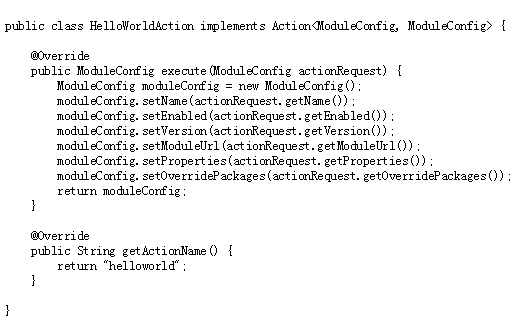 public class HelloWorldAction implements Action<ModuleConfig, ModuleConfig> {
@Override
public ModuleConfig execute(ModuleConfig actionRequest) {
ModuleConfig moduleConfig = new ModuleConfig();
moduleConfig.setName(actionRequest.getName());
moduleConfig.setEnabled(actionRequest.getEnabled());
moduleConfig.setVersion(actionRequest.getVersion());
moduleConfig.setModuleUrl(actionRequest.getModuleUrl());
moduleConfig.setProperties(actionRequest.getProperties());
moduleConfig.setOverridePackages(actionRequest.getOverridePackages());
return moduleConfig;
}
@Override
public String getActionName() {
return "helloworld";
}
}